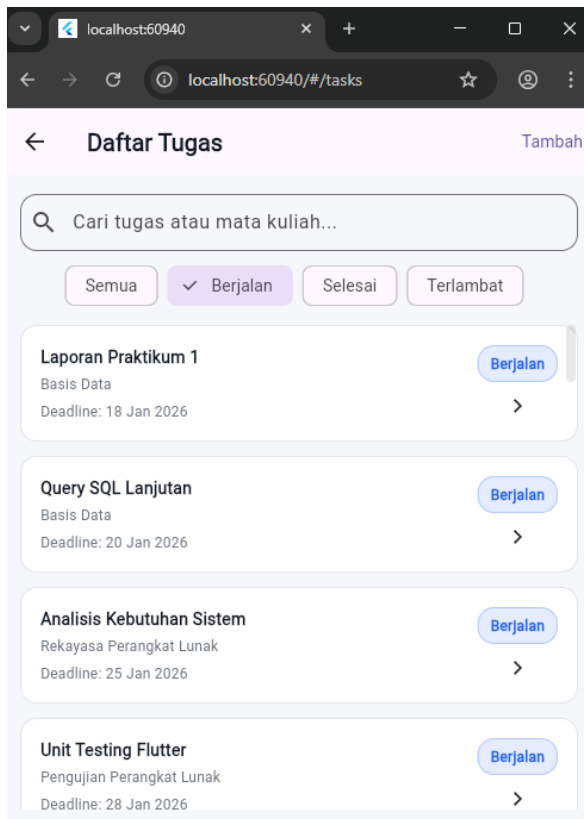 localhost:60940
localhost:60940/#/tasks
Daftar Tugas
Tambah
Cari tugas atau mata kuliah...
Semua
Berjalan
Selesai
Terlambat
Laporan Praktikum 1
Berjalan
Basis Data
Deadline: 18 Jan 2026
Query SQL Lanjutan
Berjalan
Basis Data
Deadline: 20 Jan 2026
Analisis Kebutuhan Sistem
Berjalan
Rekayasa Perangkat Lunak
Deadline: 25 Jan 2026
Unit Testing Flutter
Berjalan
Pengujian Perangkat Lunak
Deadline: 28 Jan 2026